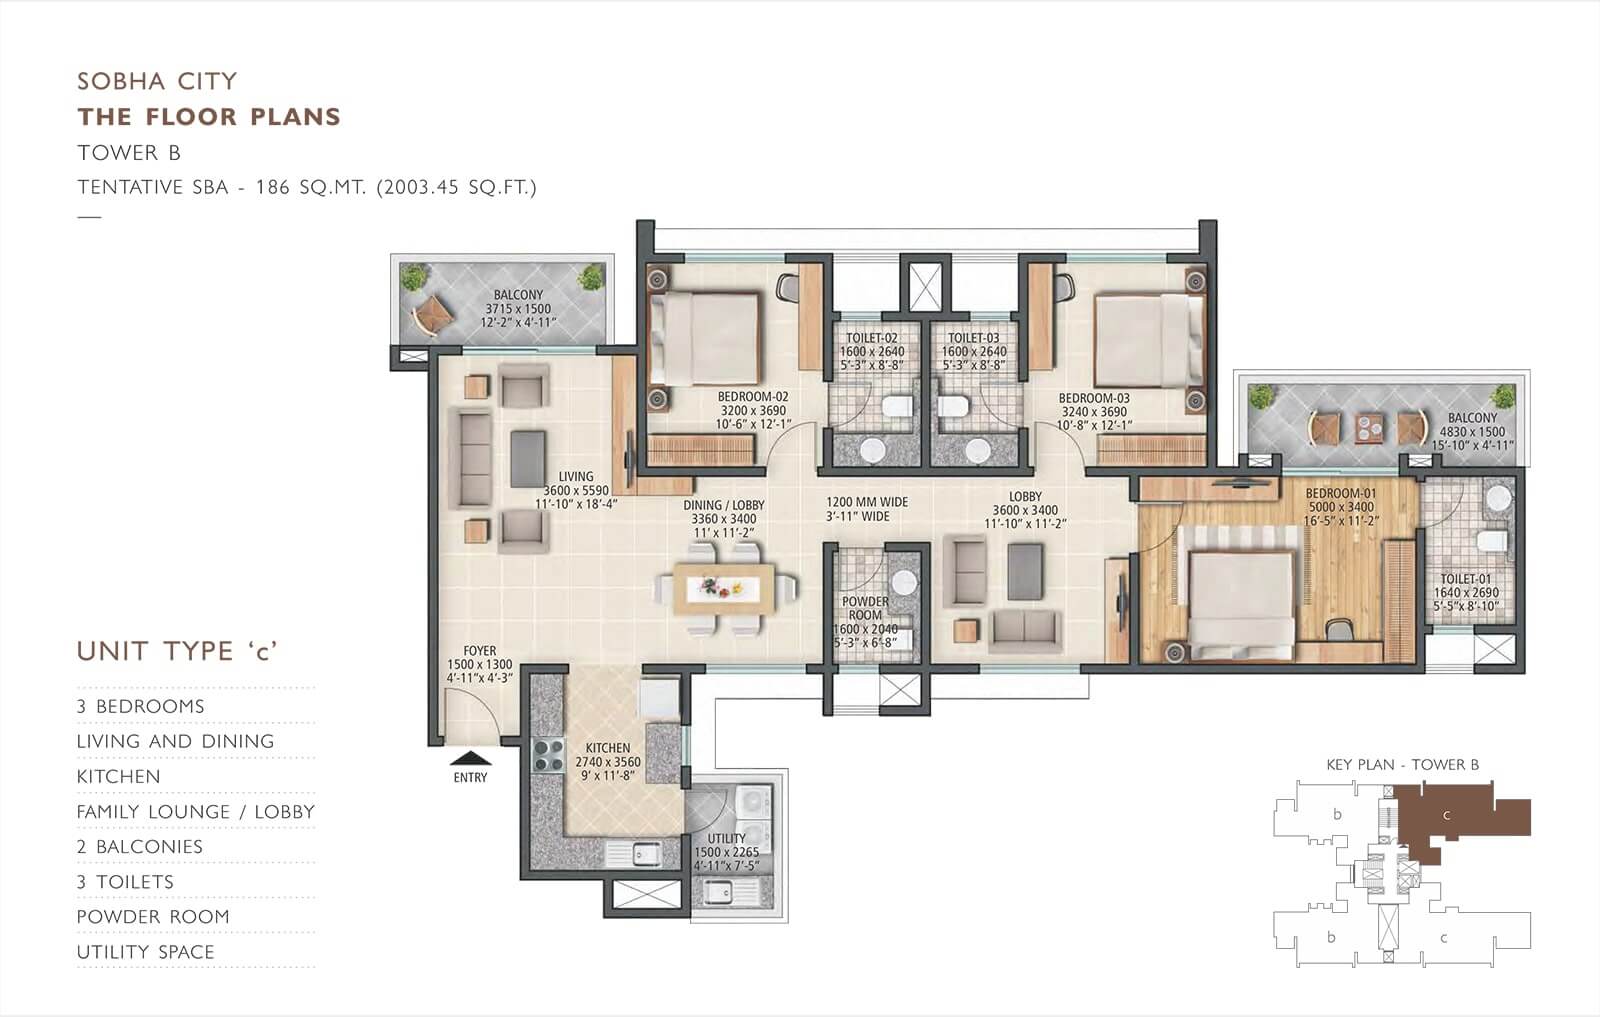 SOBHA CITY
THE FLOOR PLANS
TOWER B
TENTATIVE SBA - 186 SQ.MT. (2003.45 SQ.FT.)
BALCONY
3715 x 1500
12'-2" x 4'-11"
BEDROOM-02
3200 x 3690
10'-6" x 12'-1"
TOILET-02
1600 x 2640
5'-3" x 8'-8"
TOILET-03
1600 x 2640
5'-3" x 8'-8"
BEDROOM-03
3240 x 3690
10'-8" x 12'-1"
BALCONY
4830 x 1500
15'-10" x 4'-11"
LIVING
3600 x 5590
11'-10" x 18'-4"
DINING / LOBBY
3360 x 3400
11' x 11'-2"
1200 MM WIDE
3'-11" WIDE
LOBBY
3600 x 3400
11'-10" x 11'-2"
BEDROOM-01
5000 x 3400
16'-5" x 11'-2"
TOILET-01
1640 x 2690
5'-5"x 8'-10"
POWDER
ROOM
1600 x 2040
5'-3" x 6'-8"
FOYER
1500 x 1300
4'-11"x 4'-3"
ENTRY
KITCHEN
2740 x 3560
9' x 11'-8"
UTILITY
1500 x 2265
4'-11"x 7'-5"
UNIT TYPE ‘c’
3 BEDROOMS
LIVING AND DINING
KITCHEN
FAMILY LOUNGE / LOBBY
2 BALCONIES
3 TOILETS
POWDER ROOM
UTILITY SPACE
KEY PLAN - TOWER B
b
c
b
c